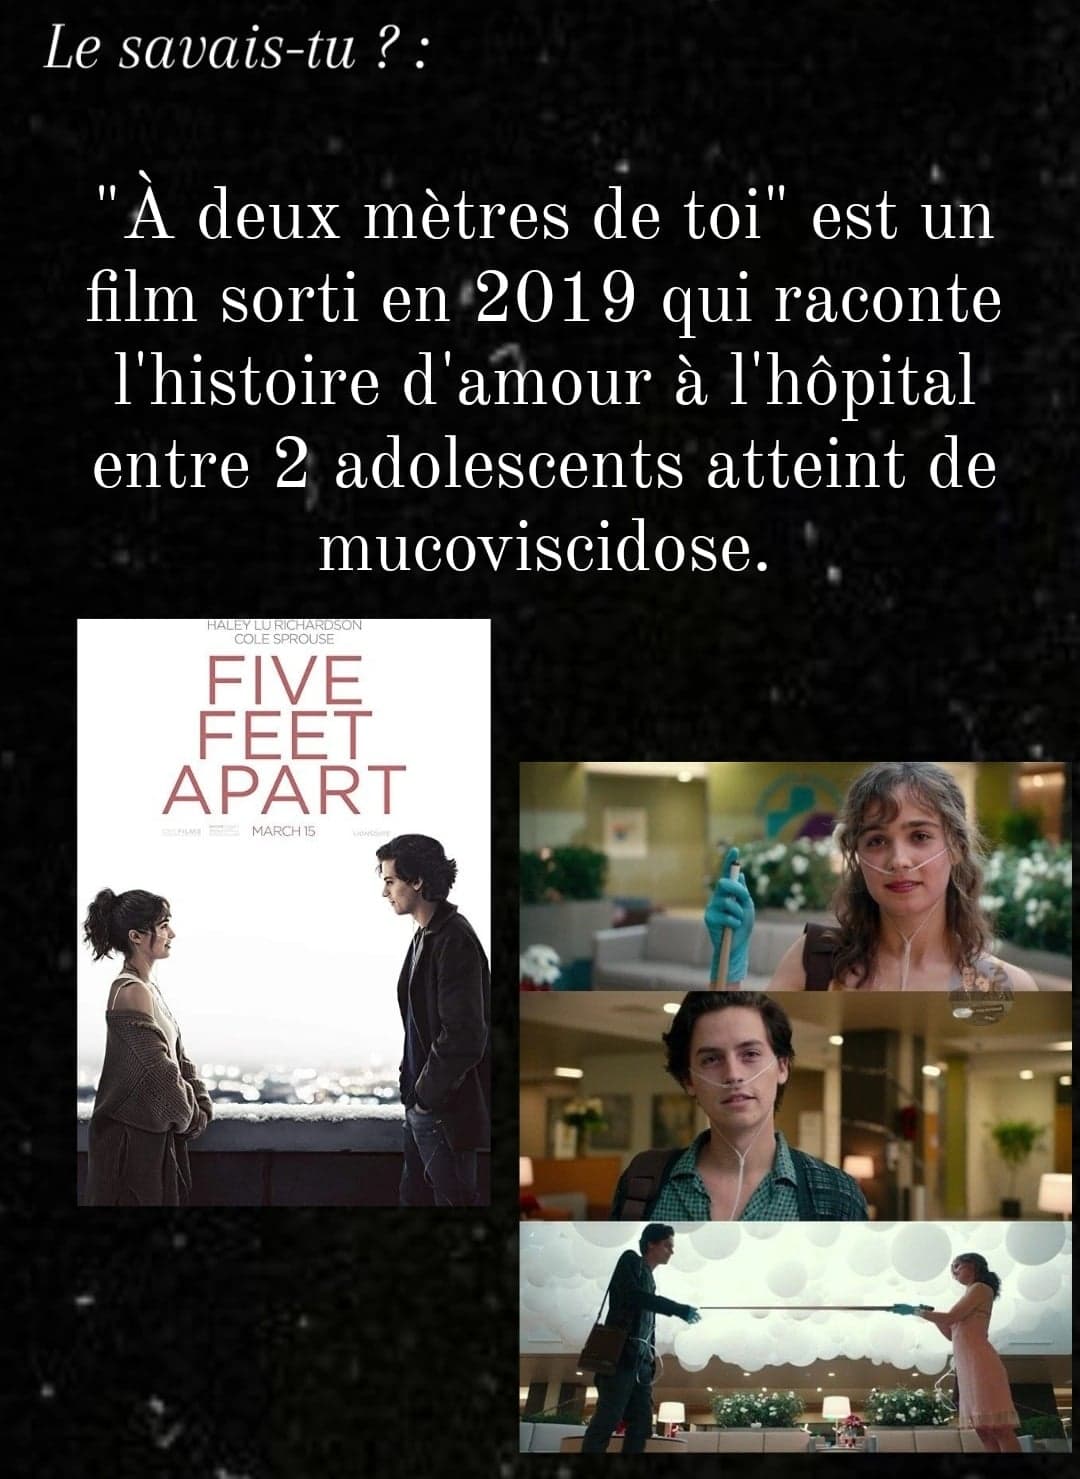 Le savais-tu ? :
"À deux mètres de toi" est un
film sorti en 2019 qui raconte
l'histoire d'amour à l'hôpital
entre 2 adolescents atteint de
mucoviscidose.
HALEY LU RICHARDSON
COLE SPROUSE
FIVE
FEET
APART
MARCH 15
LIONSGATE